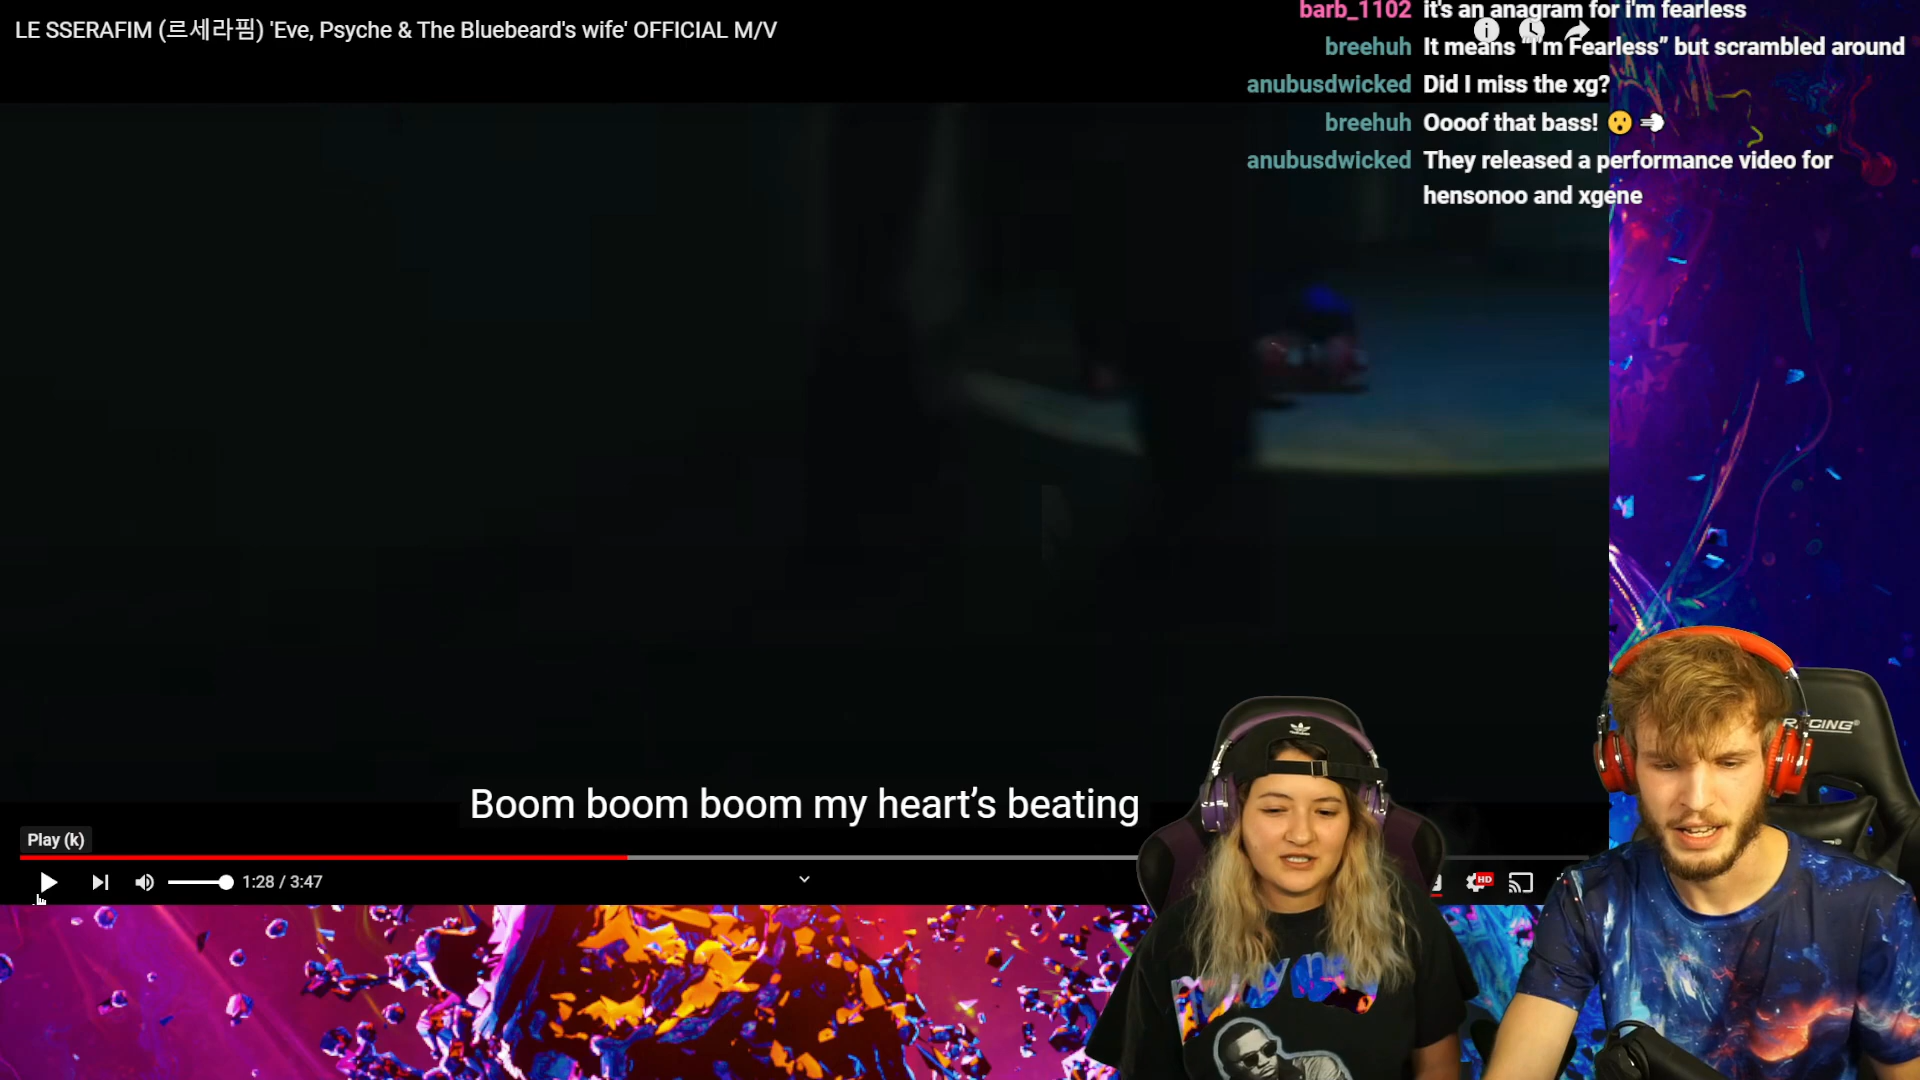 LE SSERAFIM (르세라핌) 'Eve, Psyche & The Bluebeard's wife' OFFICIAL M/V
barb_1102 it's an anagram for i'm fearless
breehuh It means “I'm Fearless” but scrambled around
anubusdwicked Did I miss the xg?
breehuh Oooof that bass! 😮💨
anubusdwicked They released a performance video for
hensonoo and xgene
Boom boom boom my heart’s beating
Play (k)
1:28 / 3:47
HD